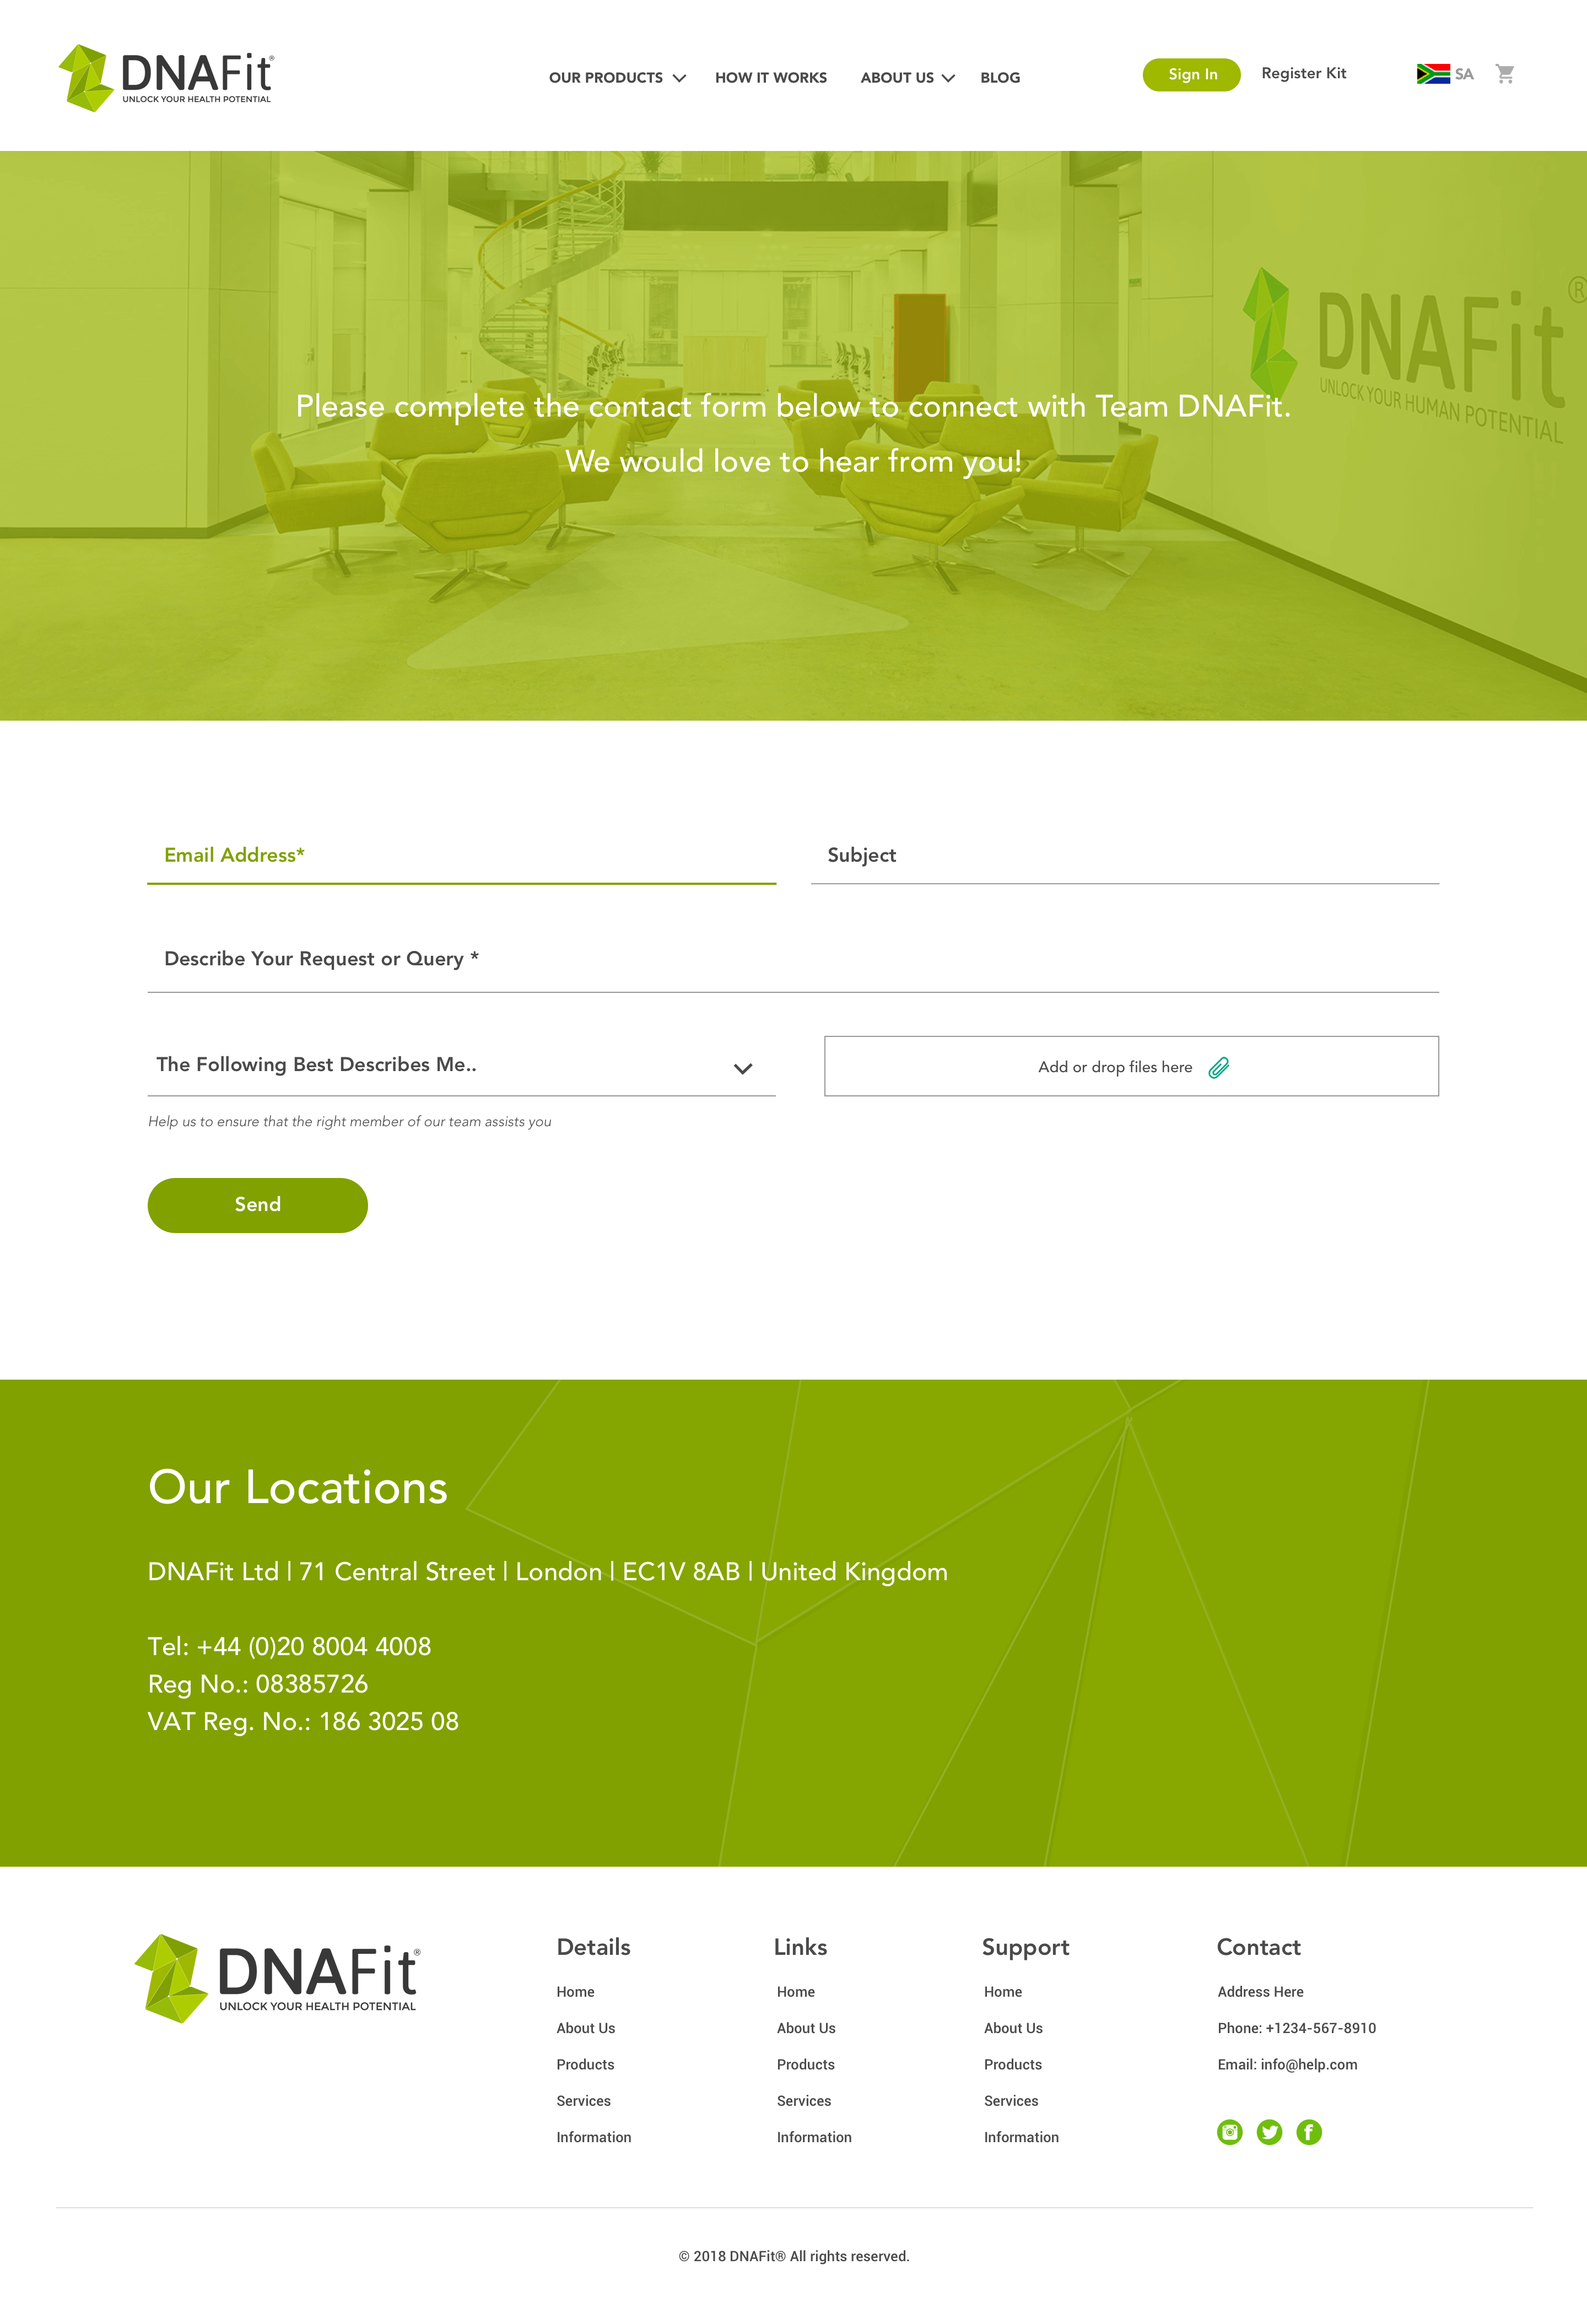 DNAFit®
UNLOCK YOUR HEALTH POTENTIAL
OUR PRODUCTS
HOW IT WORKS
ABOUT US
BLOG
Sign In
Register Kit
SA
DNAFit®
UNLOCK YOUR HUMAN POTENTIAL
Please complete the contact form below to connect with Team DNAFit.
We would love to hear from you!
Email Address*
Subject
Describe Your Request or Query *
The Following Best Describes Me..
Add or drop files here
Help us to ensure that the right member of our team assists you
Send
Our Locations
DNAFit Ltd | 71 Central Street | London | EC1V 8AB | United Kingdom
Tel: +44 (0)20 8004 4008
Reg No.: 08385726
VAT Reg. No.: 186 3025 08
DNAFit®
UNLOCK YOUR HEALTH POTENTIAL
Details
Home
About Us
Products
Services
Information
Links
Home
About Us
Products
Services
Information
Support
Home
About Us
Products
Services
Information
Contact
Address Here
Phone: +1234-567-8910
Email: info@help.com
© 2018 DNAFit® All rights reserved.